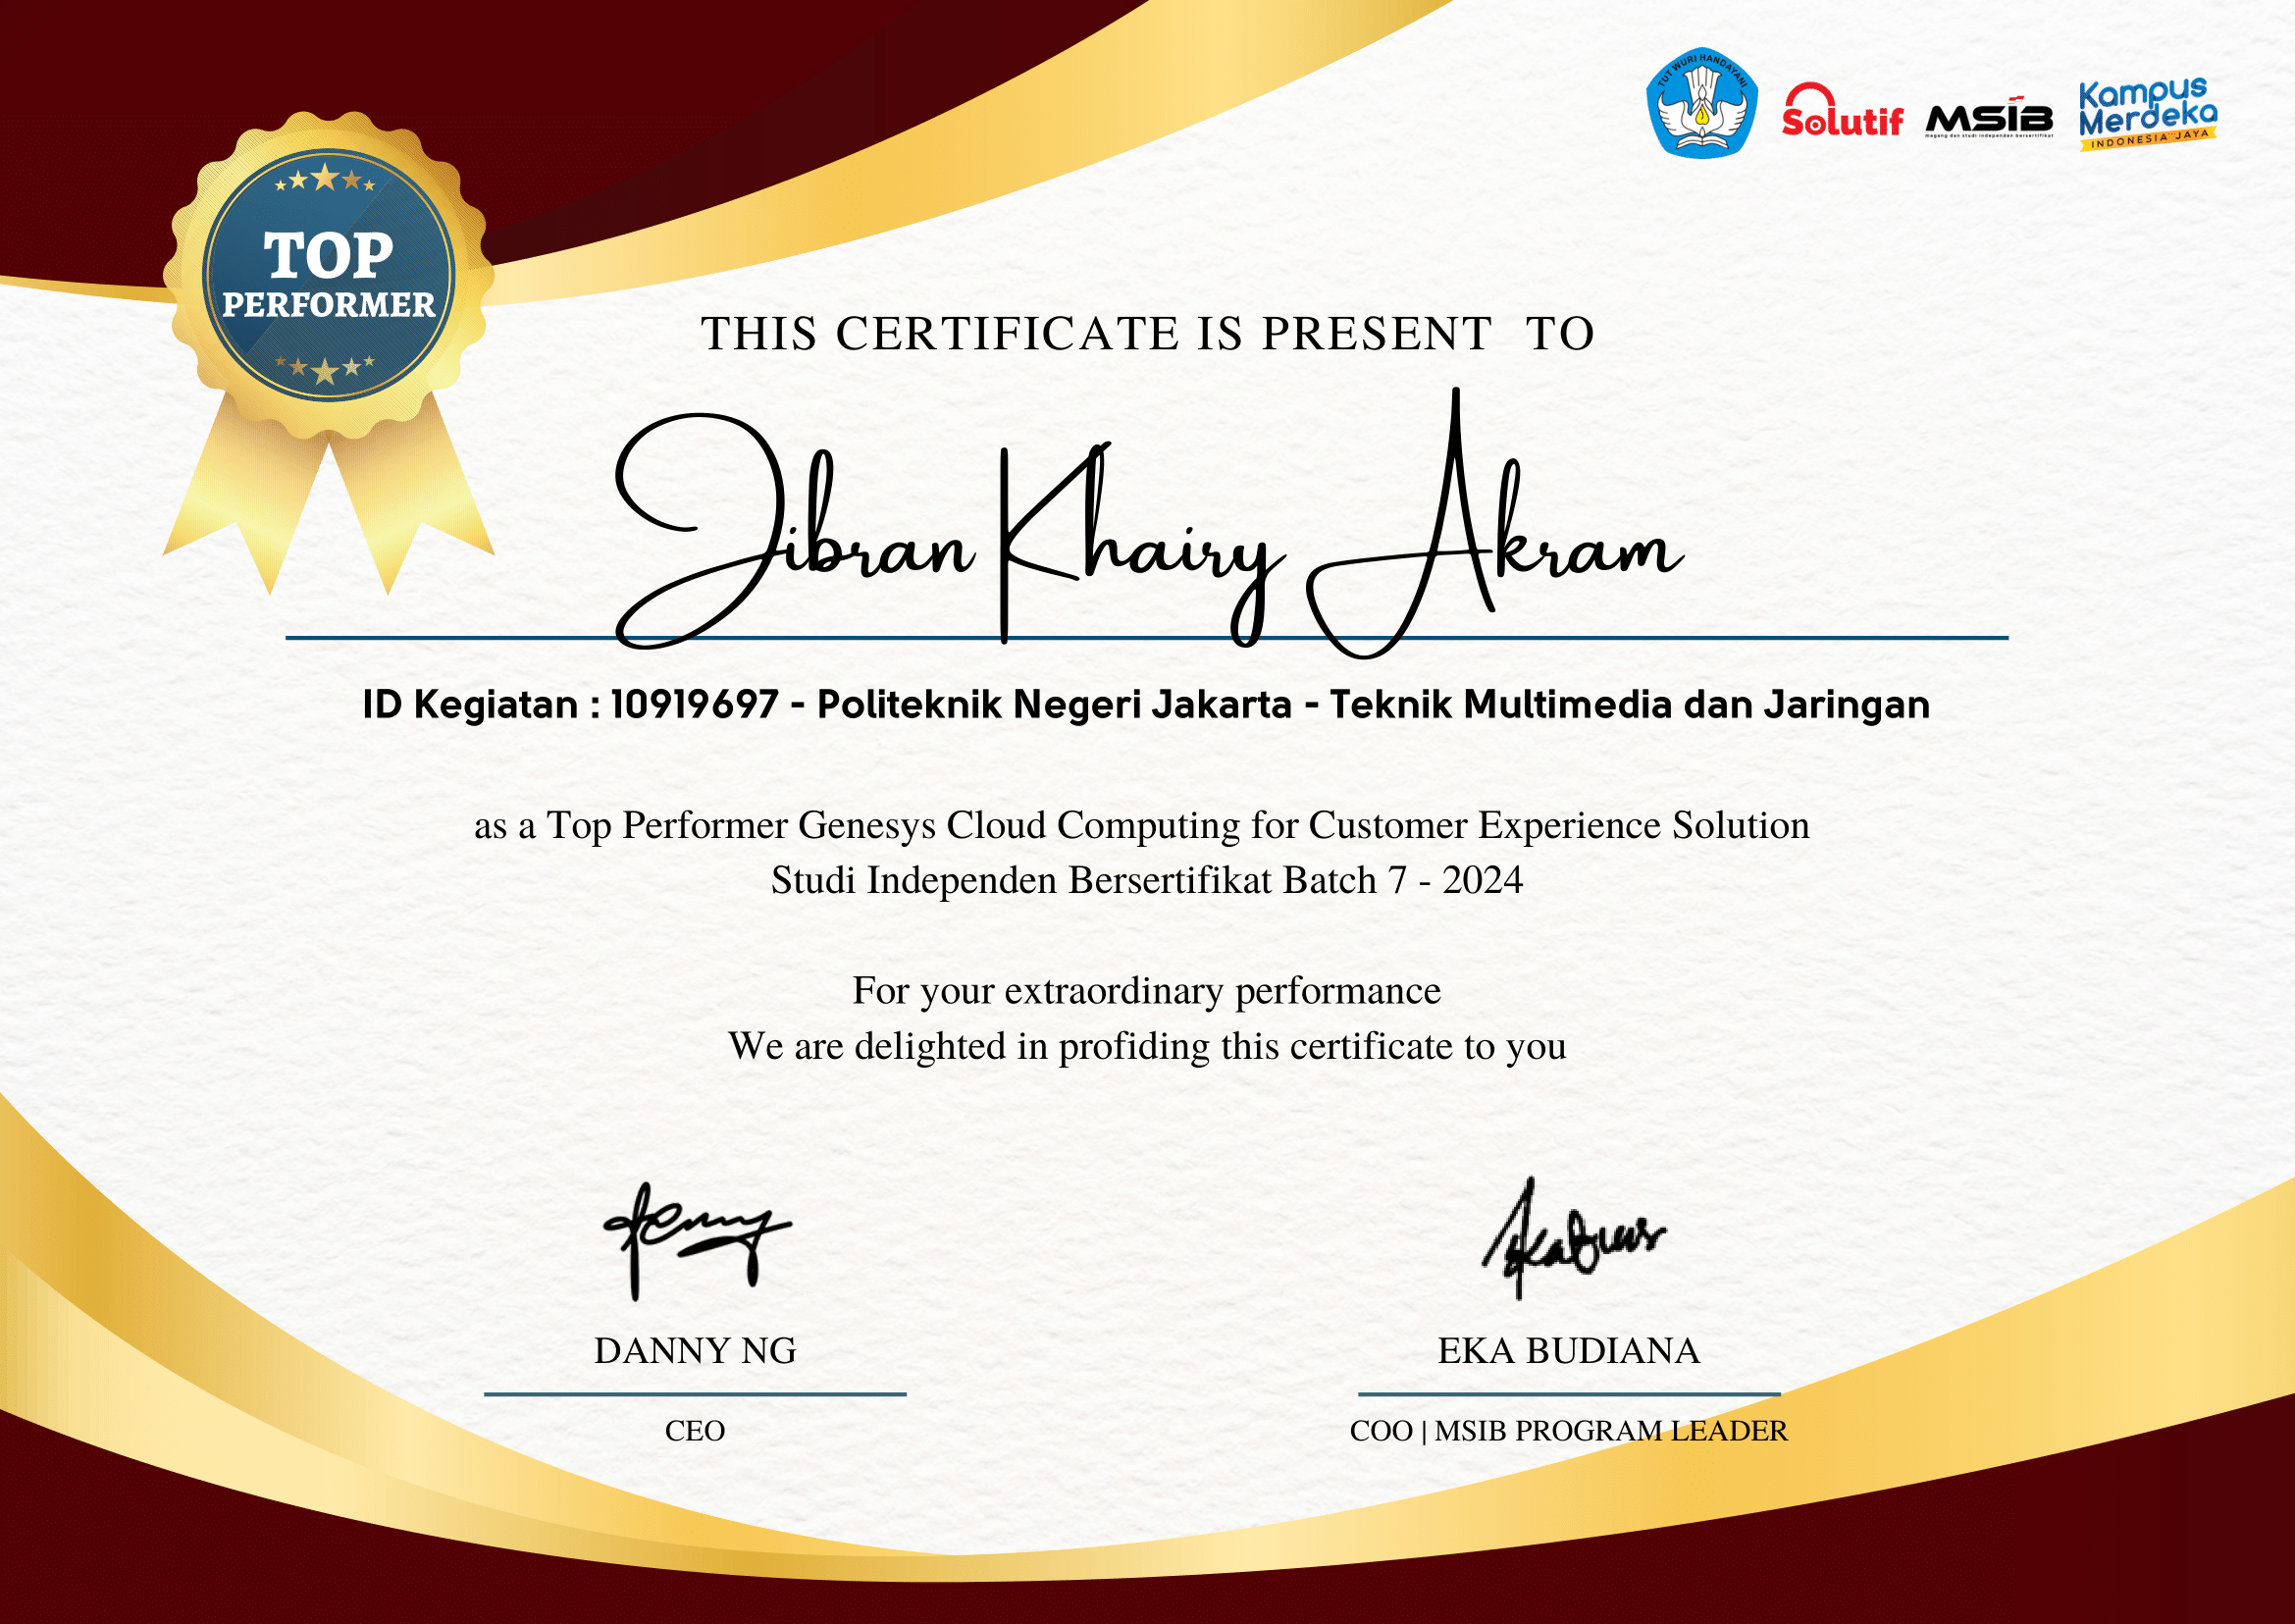 TUT WURI HANDAYANI
Solutif
MSIB
magang dan studi independen bersertifikat
Kampus
Merdeka
INDONESIA JAYA
TOP
PERFORMER
THIS CERTIFICATE IS PRESENT TO
Jibran Khairy Akram
ID Kegiatan : 10919697 - Politeknik Negeri Jakarta - Teknik Multimedia dan Jaringan
as a Top Performer Genesys Cloud Computing for Customer Experience Solution
Studi Independen Bersertifikat Batch 7 - 2024
For your extraordinary performance
We are delighted in profiding this certificate to you
DANNY NG
CEO
EKA BUDIANA
COO | MSIB PROGRAM LEADER